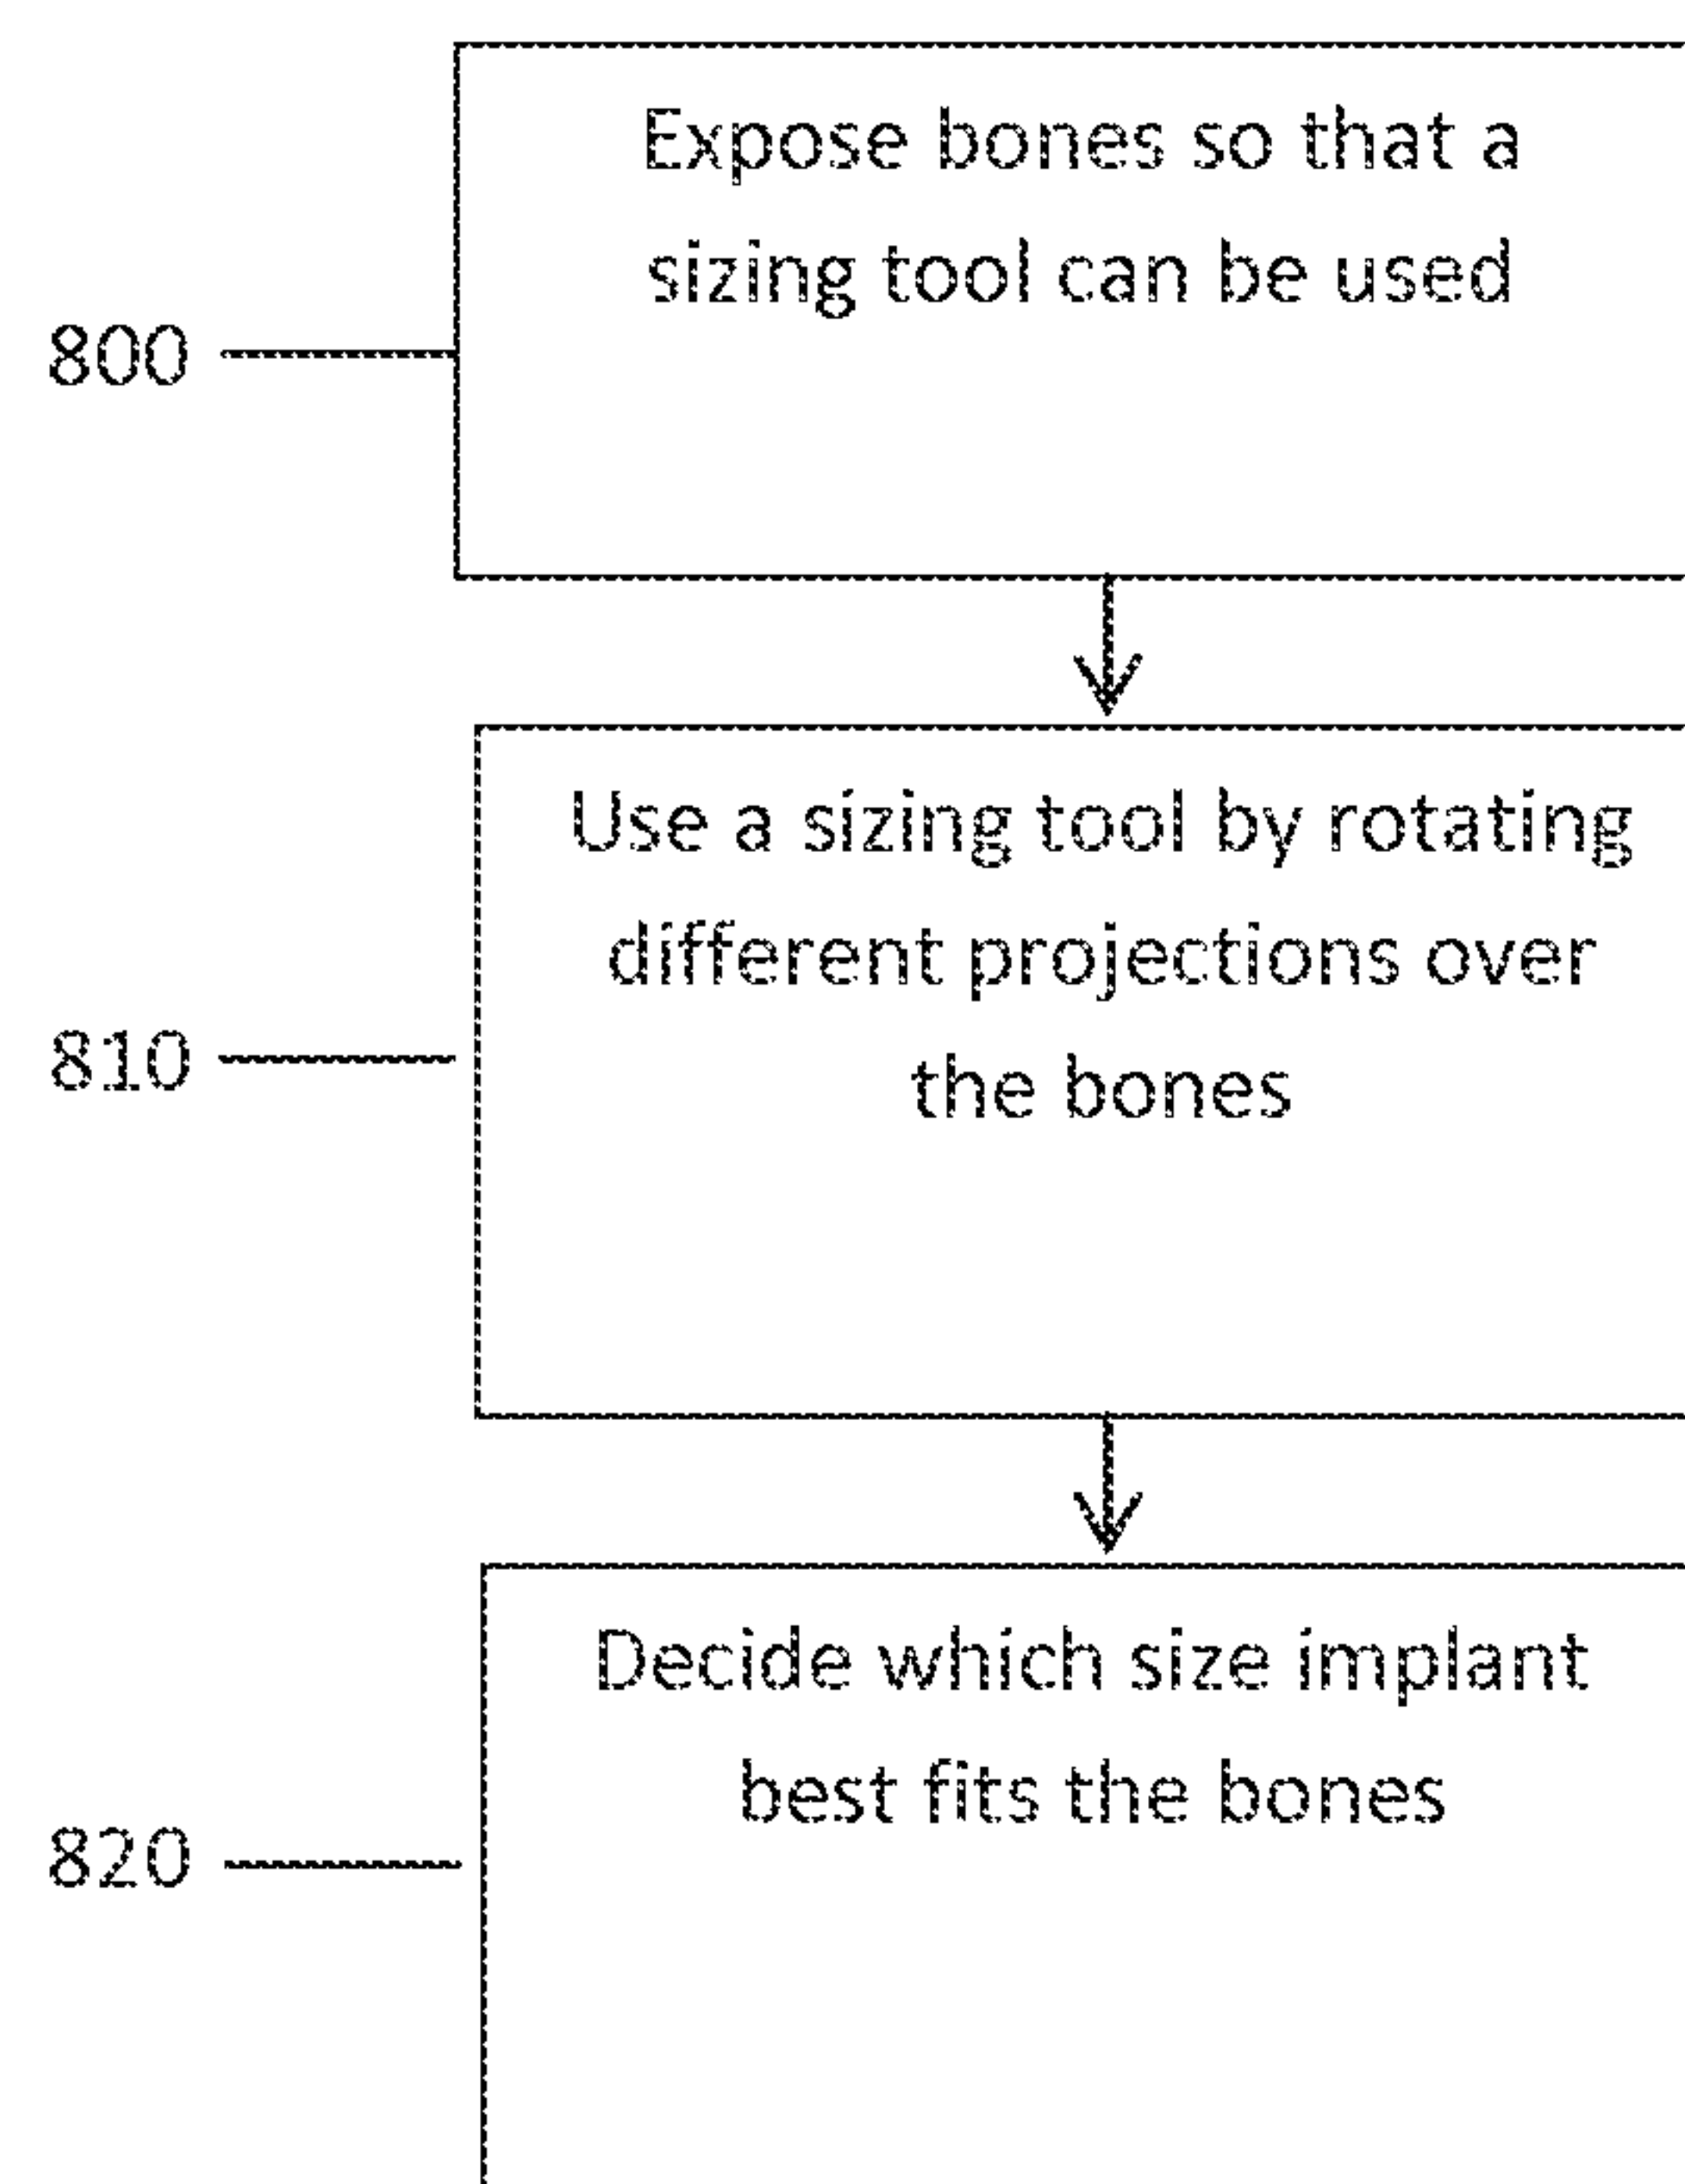 Expose bones so that a
sizing tool can be used
800
Use a sizing tool by rotating
different projections over
the bones
810
Decide which size implant
best fits the bones
820